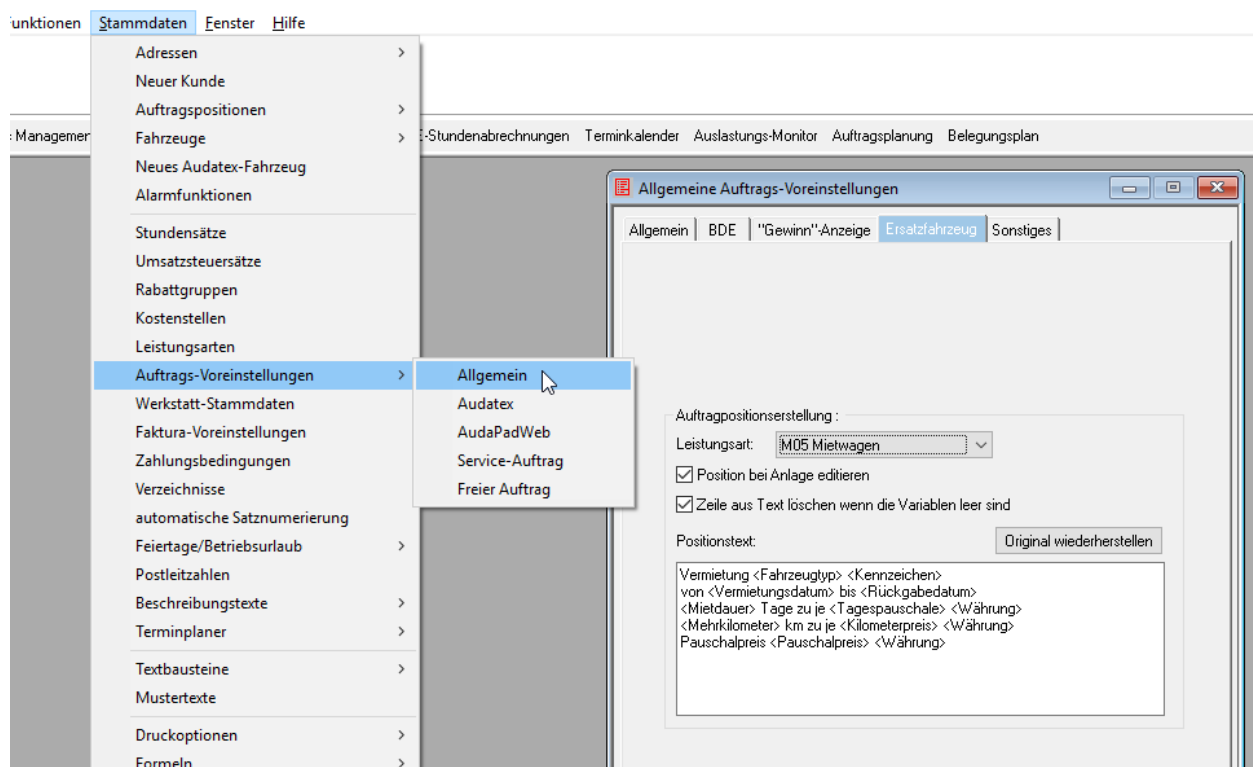 unktionen Stammdaten Fenster Hilfe
Adressen
Neuer Kunde
Auftragspositionen
Fahrzeuge
Neues Audatex-Fahrzeug
Alarmfunktionen
Stundensätze
Umsatzsteuersätze
Rabattgruppen
Kostenstellen
Leistungsarten
Auftrags-Voreinstellungen
Werkstatt-Stammdaten
Faktura-Voreinstellungen
Zahlungsbedingungen
Verzeichnisse
automatische Satznumerierung
Feiertage/Betriebsurlaub
Postleitzahlen
Beschreibungstexte
Terminplaner
Textbausteine
Mustertexte
Druckoptionen
Formeln
Allgemein
Audatex
AudaPadWeb
Service-Auftrag
Freier Auftrag
: Managemen
E-Stundenabrechnungen Terminkalender Auslastungs-Monitor Auftragsplanung Belegungsplan
Allgemeine Auftrags-Voreinstellungen
Allgemein BDE "Gewinn"-Anzeige Ersatzfahrzeug Sonstiges
Auftragpositionserstellung :
Leistungsart: M05 Mietwagen
Position bei Anlage editieren
Zeile aus Text löschen wenn die Variablen leer sind
Positionstext: Original wiederherstellen
Vermietung <Fahrzeugtyp> <Kennzeichen>
von <Vermietungsdatum> bis <Rückgabedatum>
<Mietdauer> Tage zu je <Tagespauschale> <Währung>
<Mehrkilometer> km zu je <Kilometerpreis> <Währung>
Pauschalpreis <Pauschalpreis> <Währung>